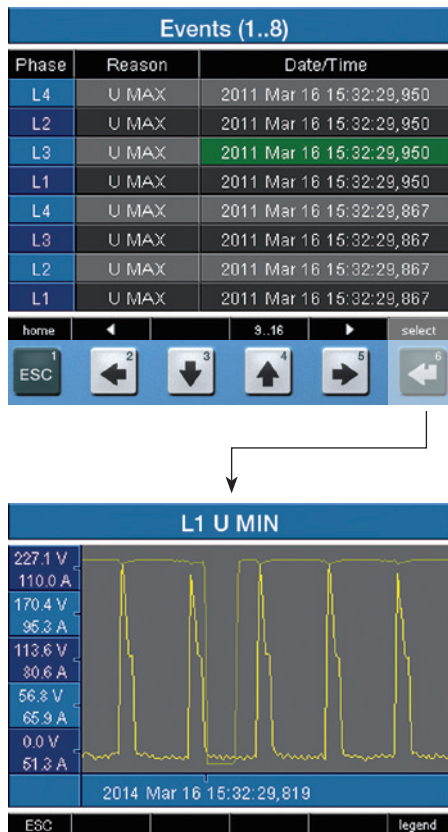 Events (1..8)
Phase Reason Date/Time
L4 U MAX 2011 Mar 16 15:32:29,950
L2 U MAX 2011 Mar 16 15:32:29,950
L3 U MAX 2011 Mar 16 15:32:29,950
L1 U MAX 2011 Mar 16 15:32:29,950
L4 U MAX 2011 Mar 16 15:32:29,867
L3 U MAX 2011 Mar 16 15:32:29,867
L2 U MAX 2011 Mar 16 15:32:29,867
L1 U MAX 2011 Mar 16 15:32:29,867
home 9..16 select
ESC 1 2 3 4 5 6
L1 U MIN
227.1 V
110.0 A
170.4 V
95.3 A
113.6 V
80.6 A
56.8 V
65.9 A
0.0 V
51.3 A
2014 Mar 16 15:32:29,819
ESC legend